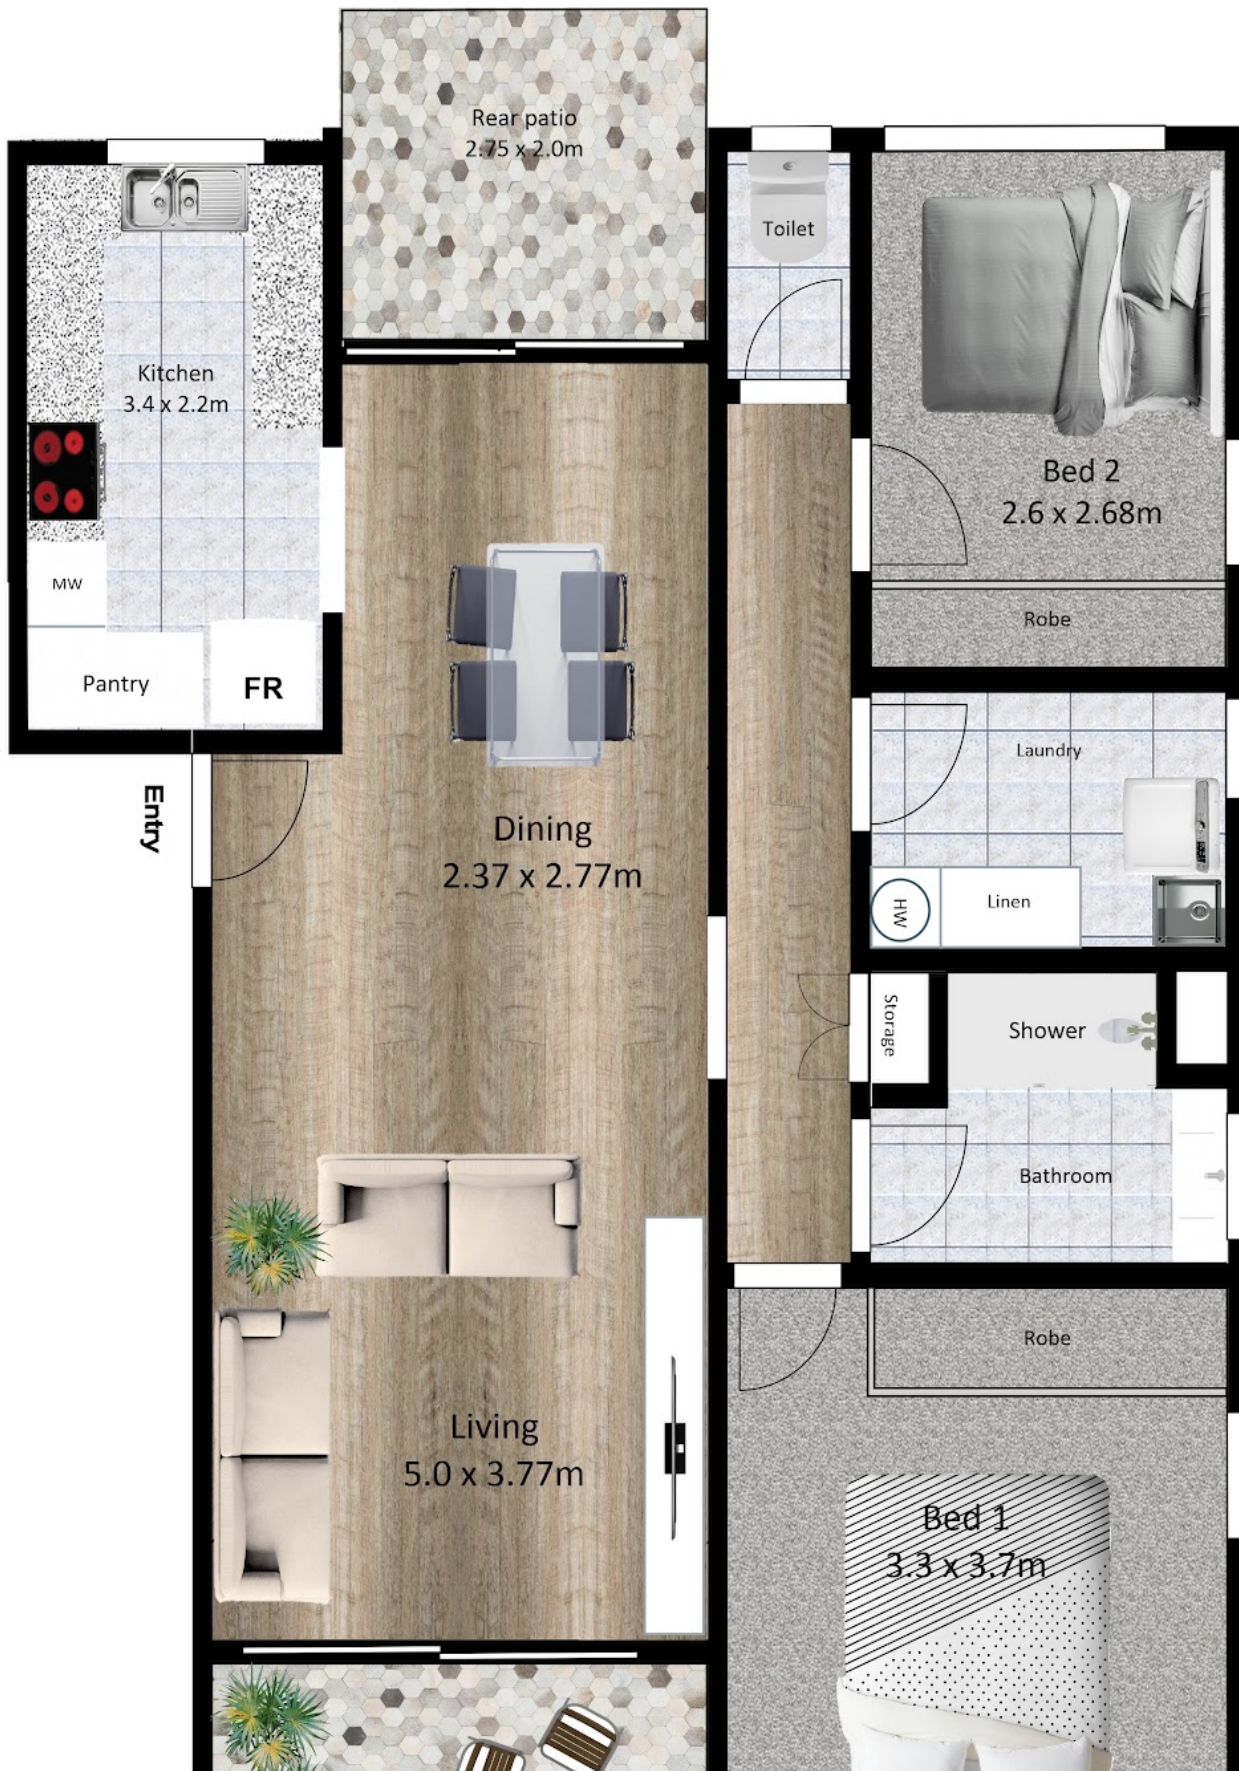 Rear patio
2.75 x 2.0m
Toilet
Kitchen
3.4 x 2.2m
Bed 2
2.6 x 2.68m
MW
Robe
Pantry
FR
Laundry
Entry
Dining
2.37 x 2.77m
HW
Linen
Storage
Shower
Bathroom
Robe
Living
5.0 x 3.77m
Bed 1
3.3 x 3.7m